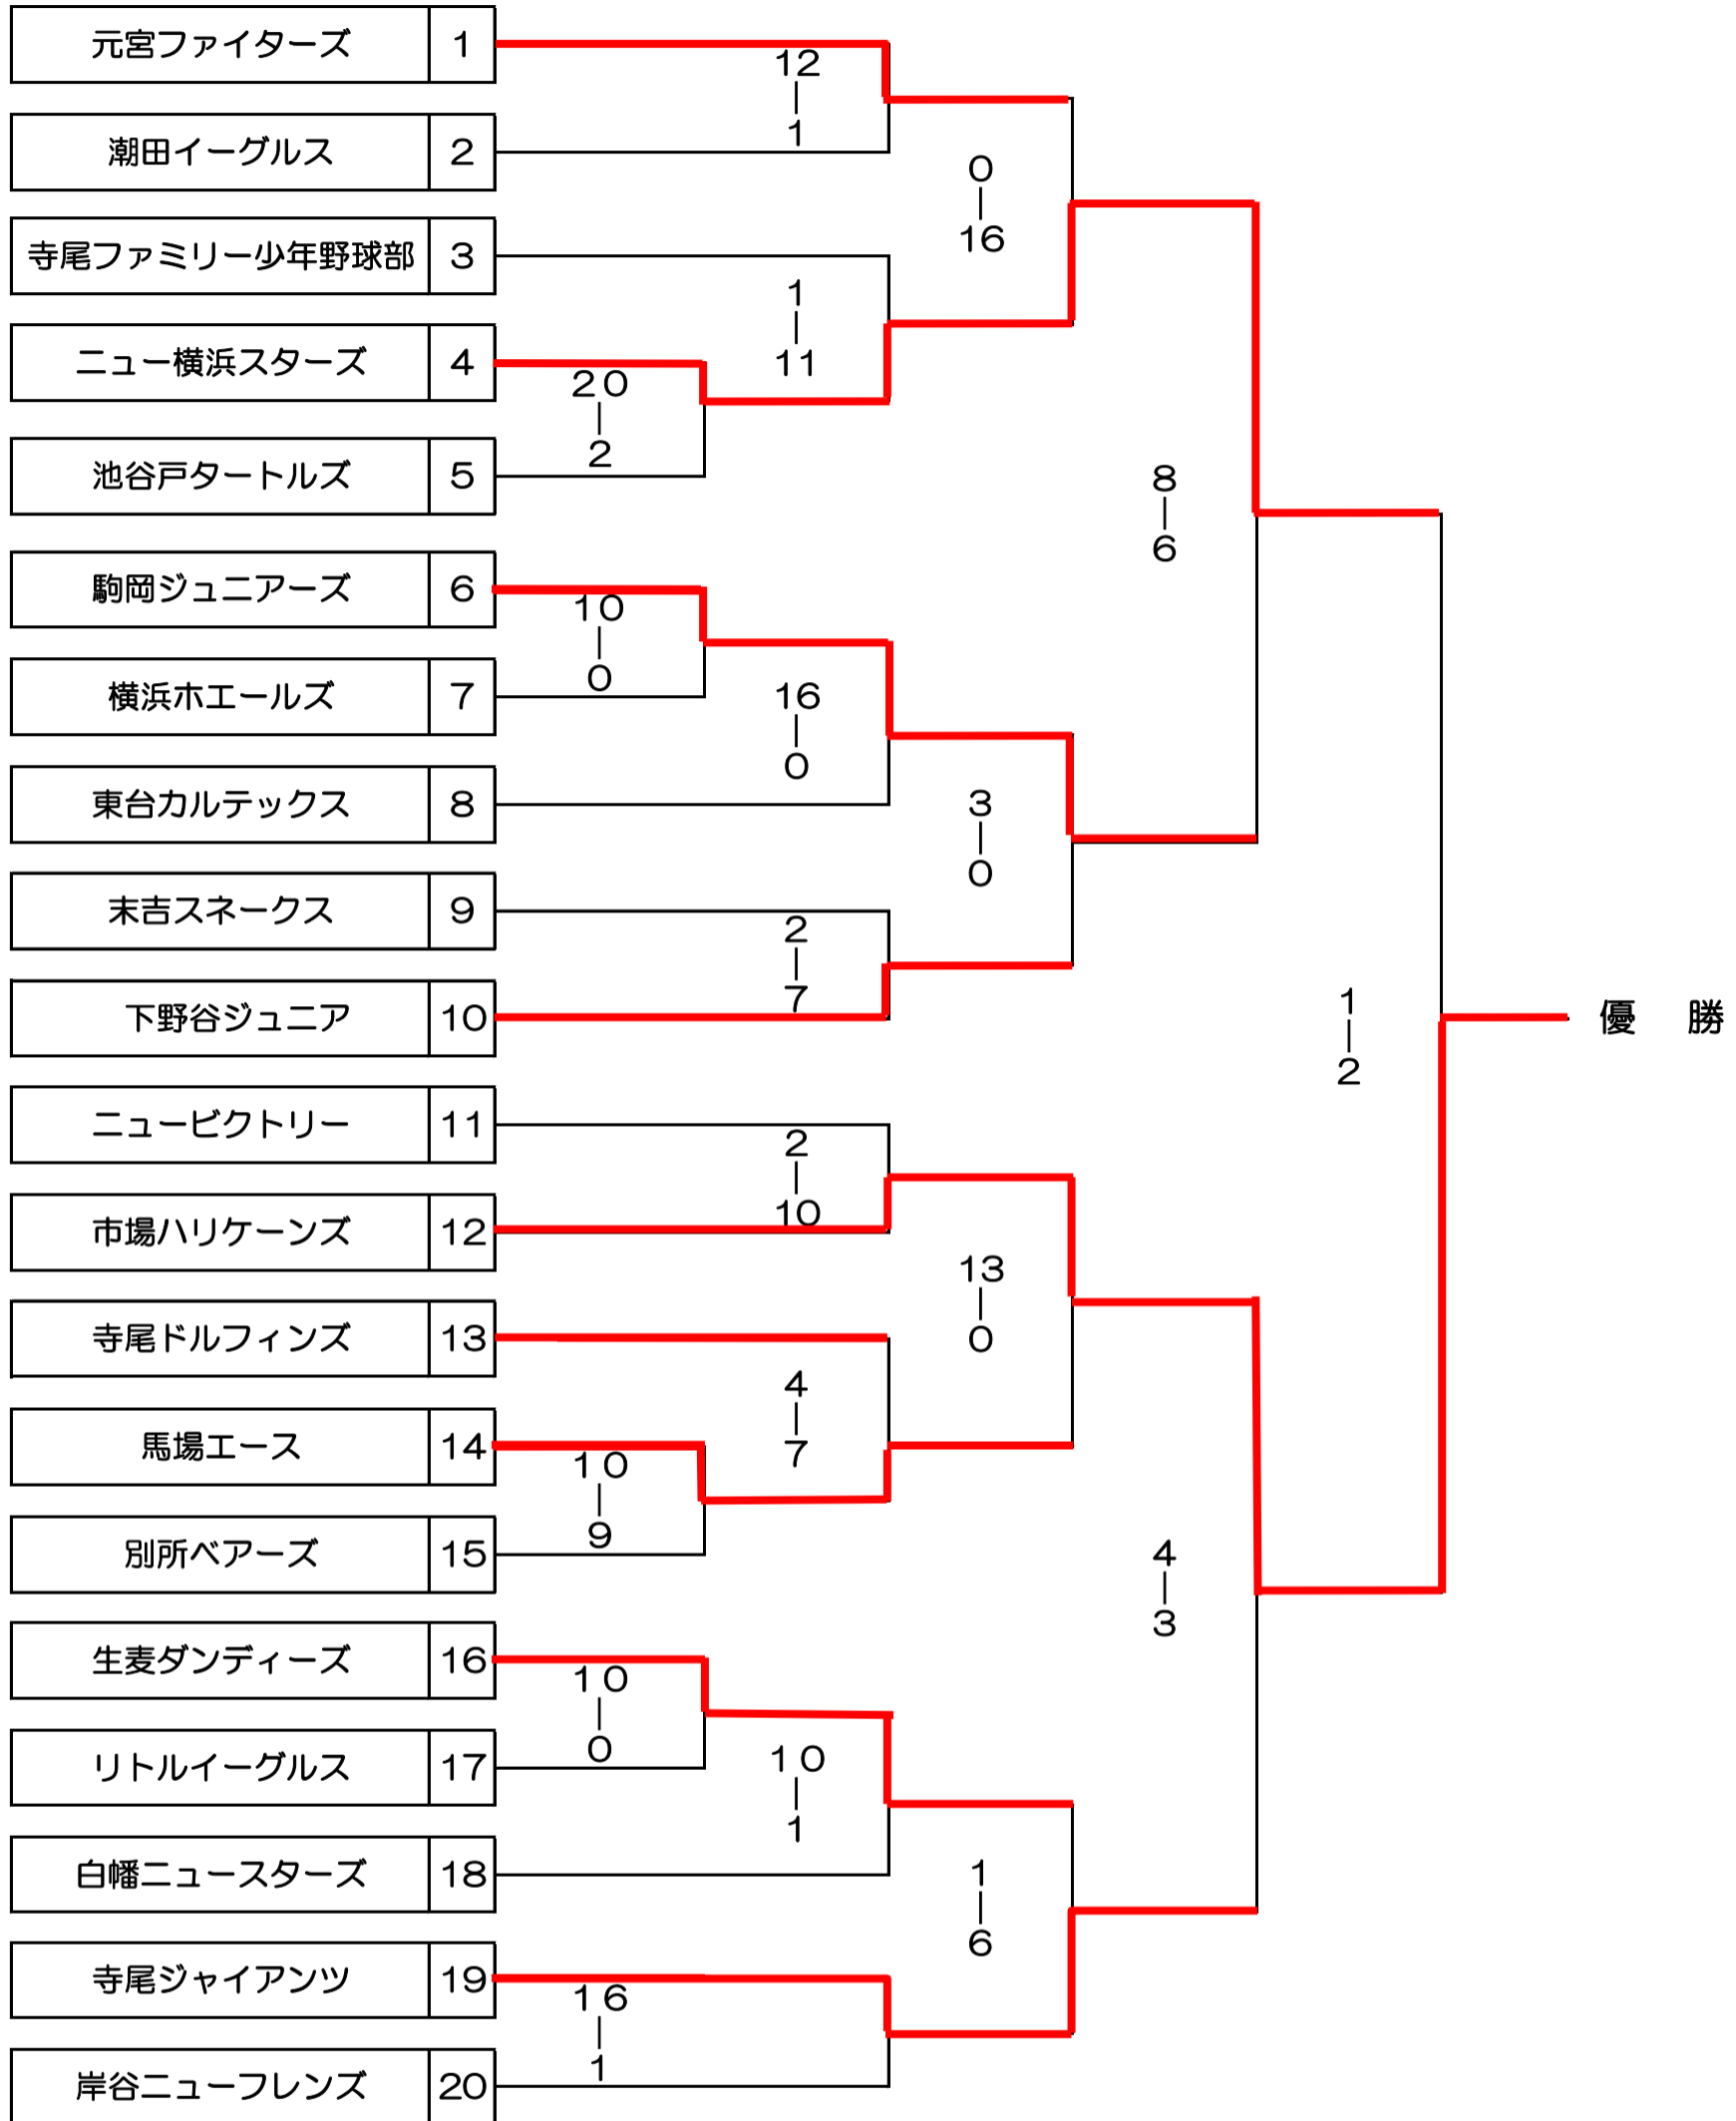 元宮ファイターズ 1
潮田イーグルス 2
寺尾ファミリー少年野球部 3
ニュー横浜スターズ 4
池谷戸タートルズ 5
駒岡ジュニアーズ 6
横浜ホエールズ 7
東台カルテックス 8
末吉スネークス 9
下野谷ジュニア 10
ニュービクトリー 11
市場ハリケーンズ 12
寺尾ドルフィンズ 13
馬場エース 14
別所ベアーズ 15
生麦ダンディーズ 16
リトルイーグルス 17
白幡ニュースターズ 18
寺尾ジャイアンツ 19
岸谷ニューフレンズ 20
20
|
2
10
|
0
10
|
9
10
|
0
16
|
1
12
|
1
1
|
11
16
|
0
2
|
7
2
|
10
4
|
7
10
|
1
0
|
16
3
|
0
13
|
0
1
|
6
8
|
6
4
|
3
1
|
2
優 勝